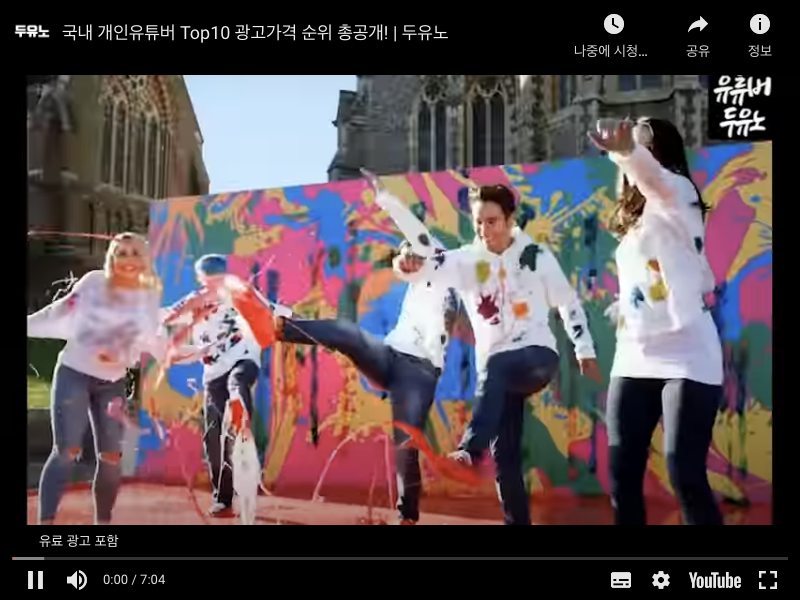 두유노
국내 개인유튜버 Top10 광고가격 순위 총공개! | 두유노
나중에 시청...
공유
정보
유튜버
두유노
유료 광고 포함
0:00 / 7:04
YouTube